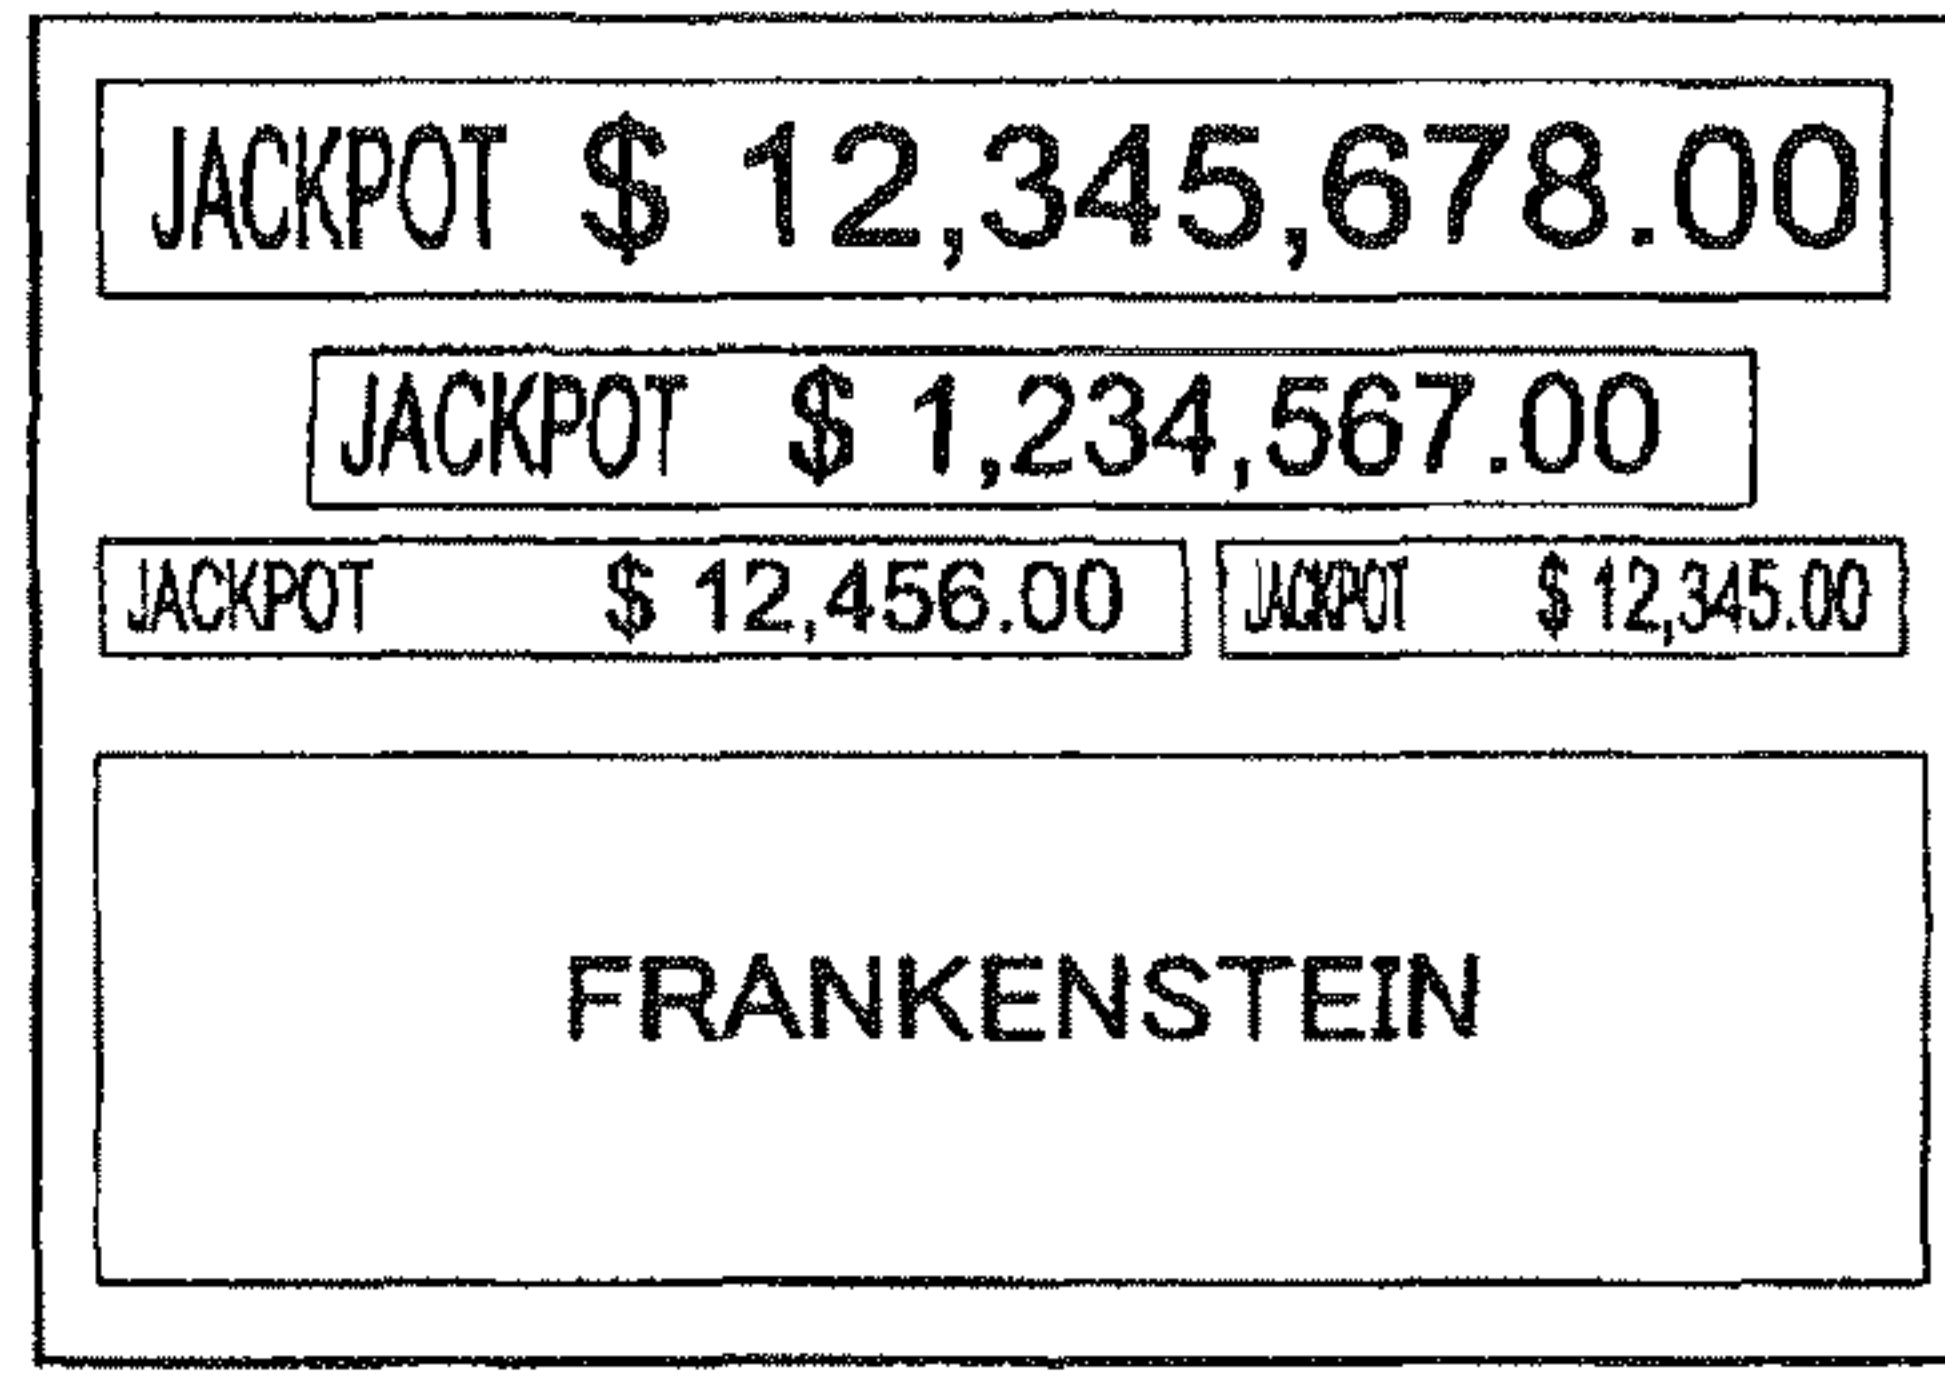 JACKPOT $ 12,345,678.00
JACKPOT $ 1,234,567.00
JACKPOT $ 12,456.00
JACKPOT $ 12,345.00
FRANKENSTEIN